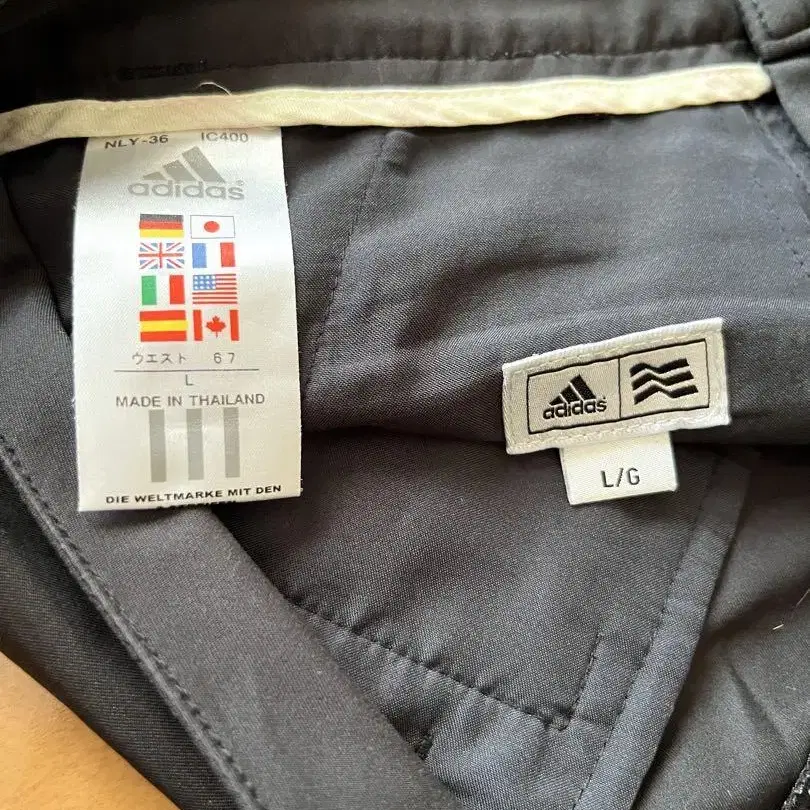 NLY-36 IC400
adidas
ウエスト 67
L
MADE IN THAILAND
DIE WELTMARKE MIT DEN
adidas
L/G